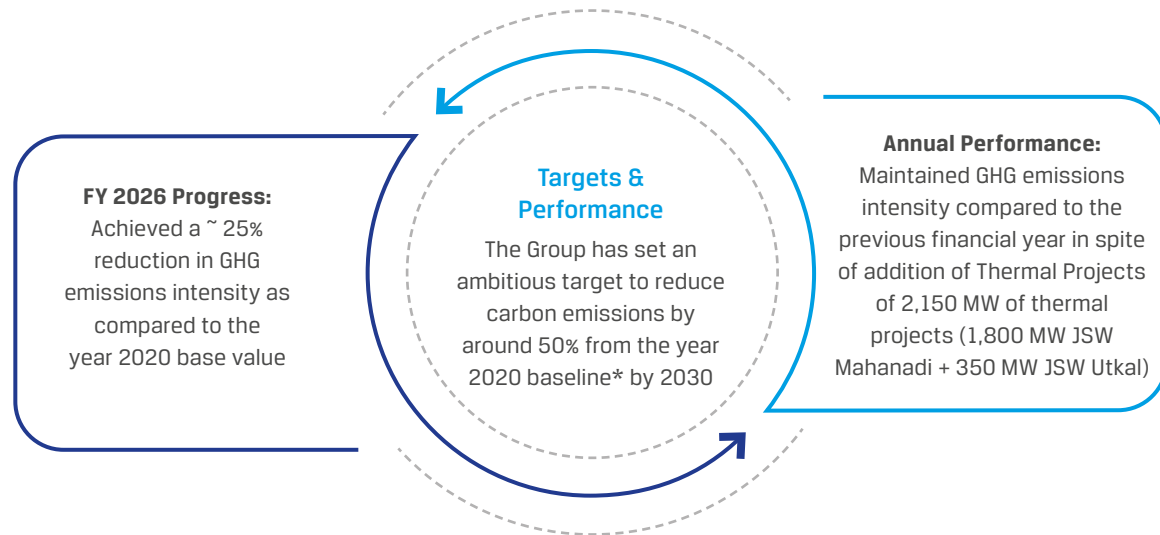 FY 2026 Progress:
Achieved a ~ 25%
reduction in GHG
emissions intensity as
compared to the
year 2020 base value
Targets &
Performance
The Group has set an
ambitious target to reduce
carbon emissions by
around 50% from the year
2020 baseline* by 2030
Annual Performance:
Maintained GHG emissions
intensity compared to the
previous financial year in spite
of addition of Thermal Projects
of 2,150 MW of thermal
projects (1,800 MW JSW
Mahanadi + 350 MW JSW Utkal)